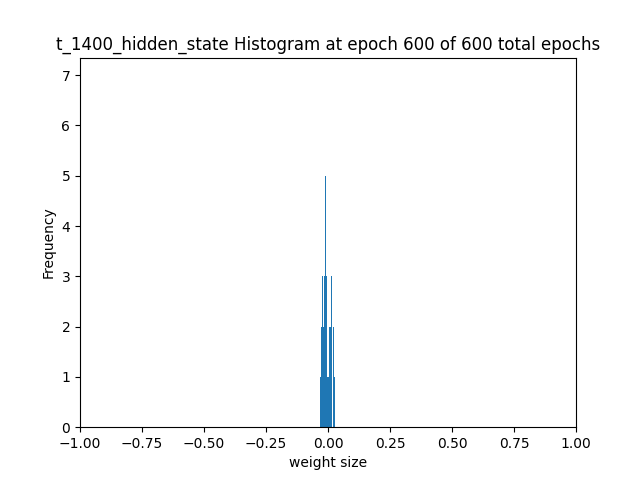 t_1400_hidden_state Histogram at epoch 600 of 600 total epochs
7
6
5
4
3
2
1
0
Frequency
−1.00 −0.75 −0.50 −0.25 0.00 0.25 0.50 0.75 1.00
weight size